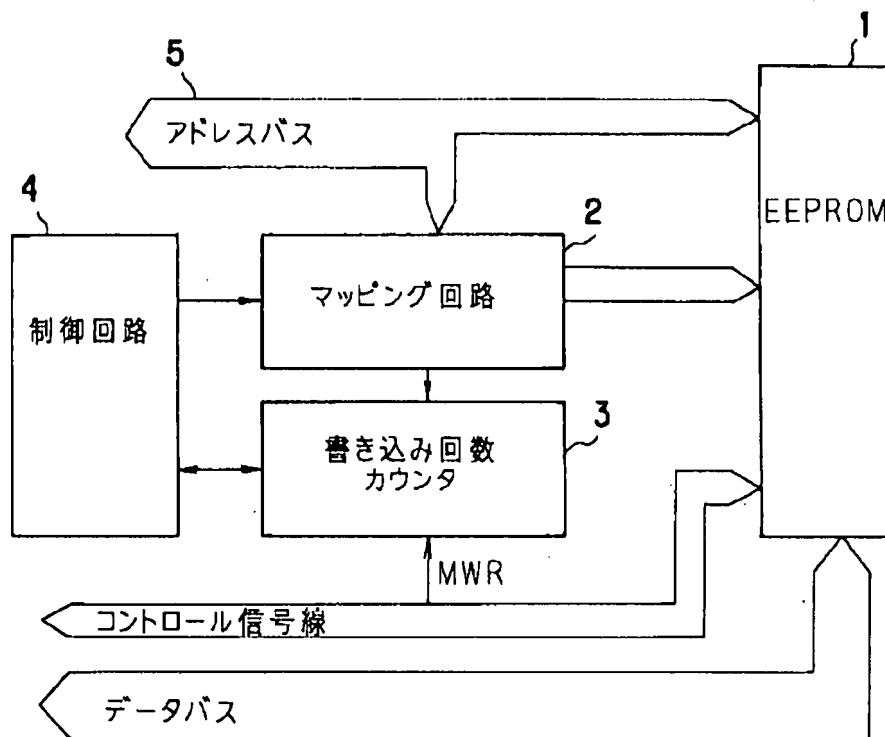 1
5
アドレスバス
4
2
EEPROM
マッピング回路
制御回路
3
書き込み回数
カウンタ
MWR
コントロール信号線
データバス